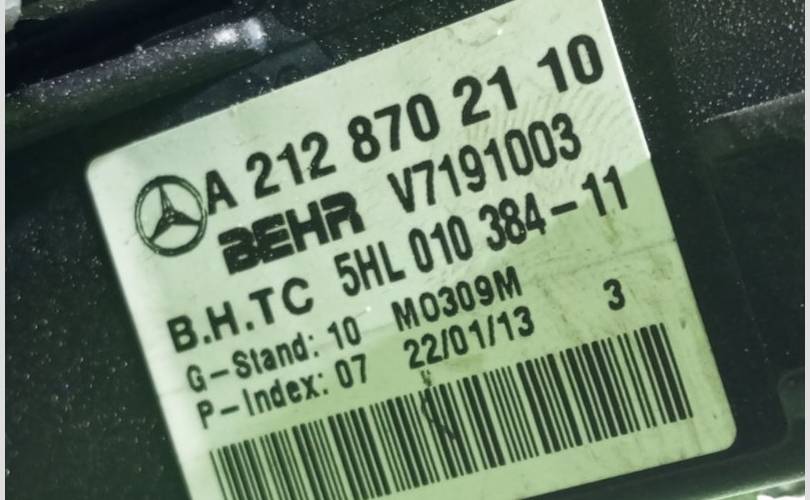 A 212 870 21 10
BEHR V7191003
B.H.TC 5HL 010 384-11
G-Stand: 10 M0309M 3
P-Index: 07 22/01/13